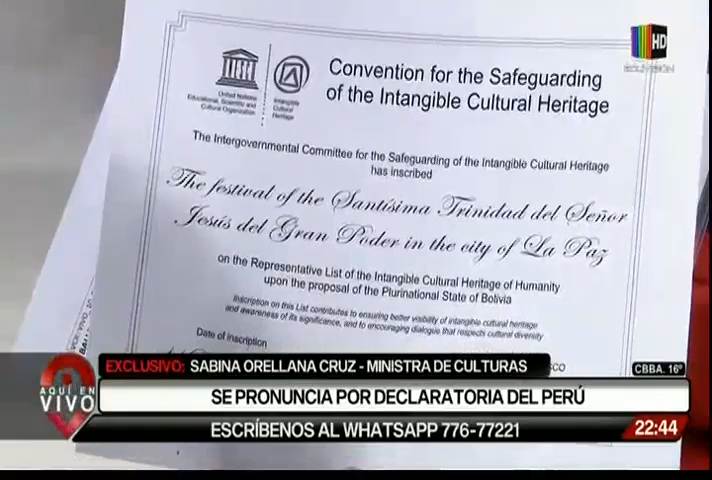 HD
United Nations
Educational, Scientific and
Cultural Organization
Intangible
Cultural
Heritage
Convention for the Safeguarding
of the Intangible Cultural Heritage
The Intergovernmental Committee for the Safeguarding of the Intangible Cultural Heritage
has inscribed
The festival of the Santísima Trinidad del Señor
Jesús del Gran Poder in the city of La Paz
on the Representative List of the Intangible Cultural Heritage of Humanity
upon the proposal of the Plurinational State of Bolivia
Inscription on this List contributes to ensuring better visibility of intangible cultural heritage
and awareness of its significance, and to encouraging dialogue that respects cultural diversity
Date of inscription
EXCLUSIVO: SABINA ORELLANA CRUZ - MINISTRA DE CULTURAS
CBBA. 16º
AQUÍ EN
VIVO
SE PRONUNCIA POR DECLARATORIA DEL PERÚ
ESCRÍBENOS AL WHATSAPP 776-77221
22:44